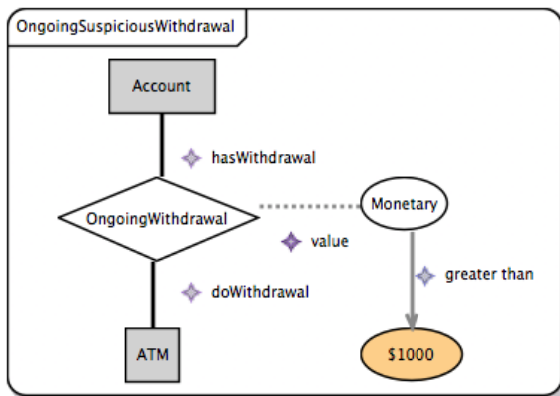 OngoingSuspiciousWithdrawal
Account
hasWithdrawal
OngoingWithdrawal
Monetary
value
greater than
doWithdrawal
ATM
$1000